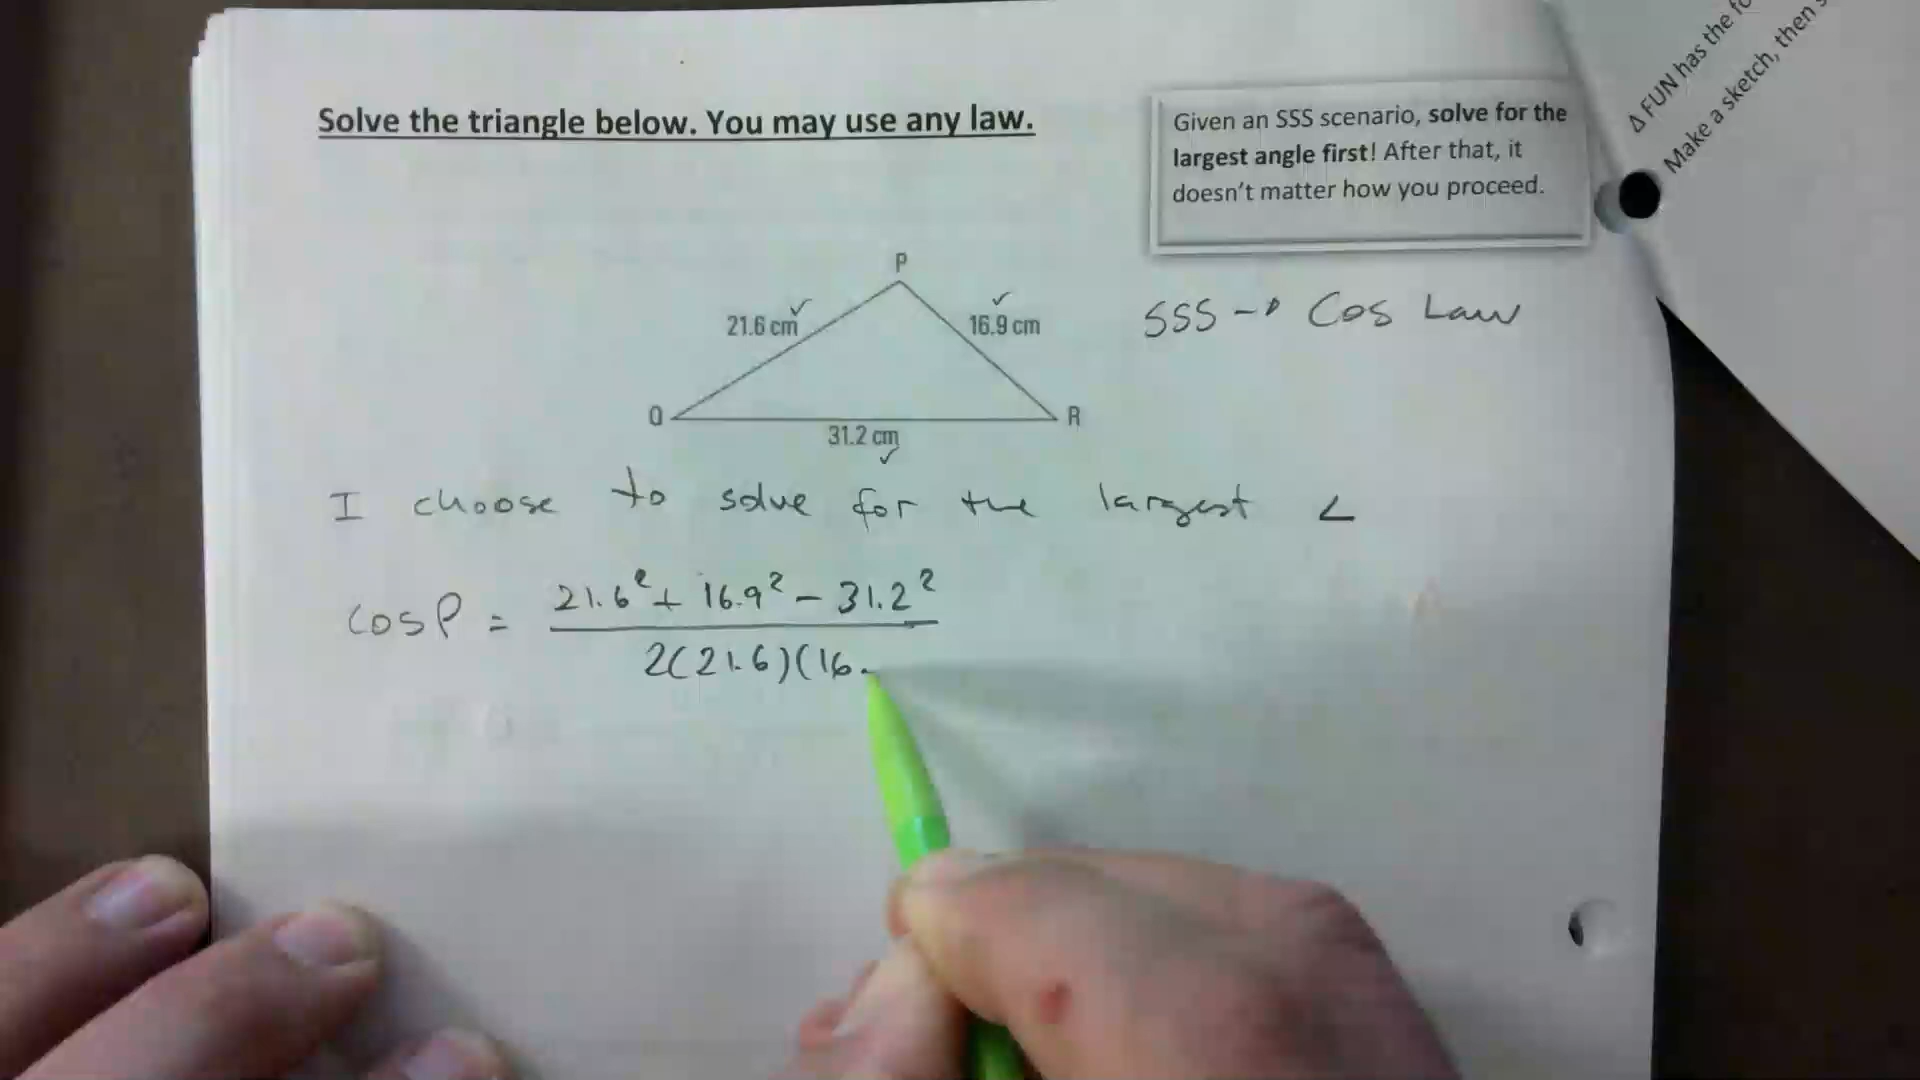 Solve the triangle below. You may use any law.
Given an SSS scenario, solve for the
largest angle first! After that, it
doesn't matter how you proceed.
Δ FUN has the
Make a sketch, then
P
21.6 cm ✓
16.9 cm ✓
SSS → Cos Law
Q
R
31.2 cm ✓
I choose to solve for the largest ∠
cos P = 21.6² + 16.9² − 31.2²
2(21.6)(16.